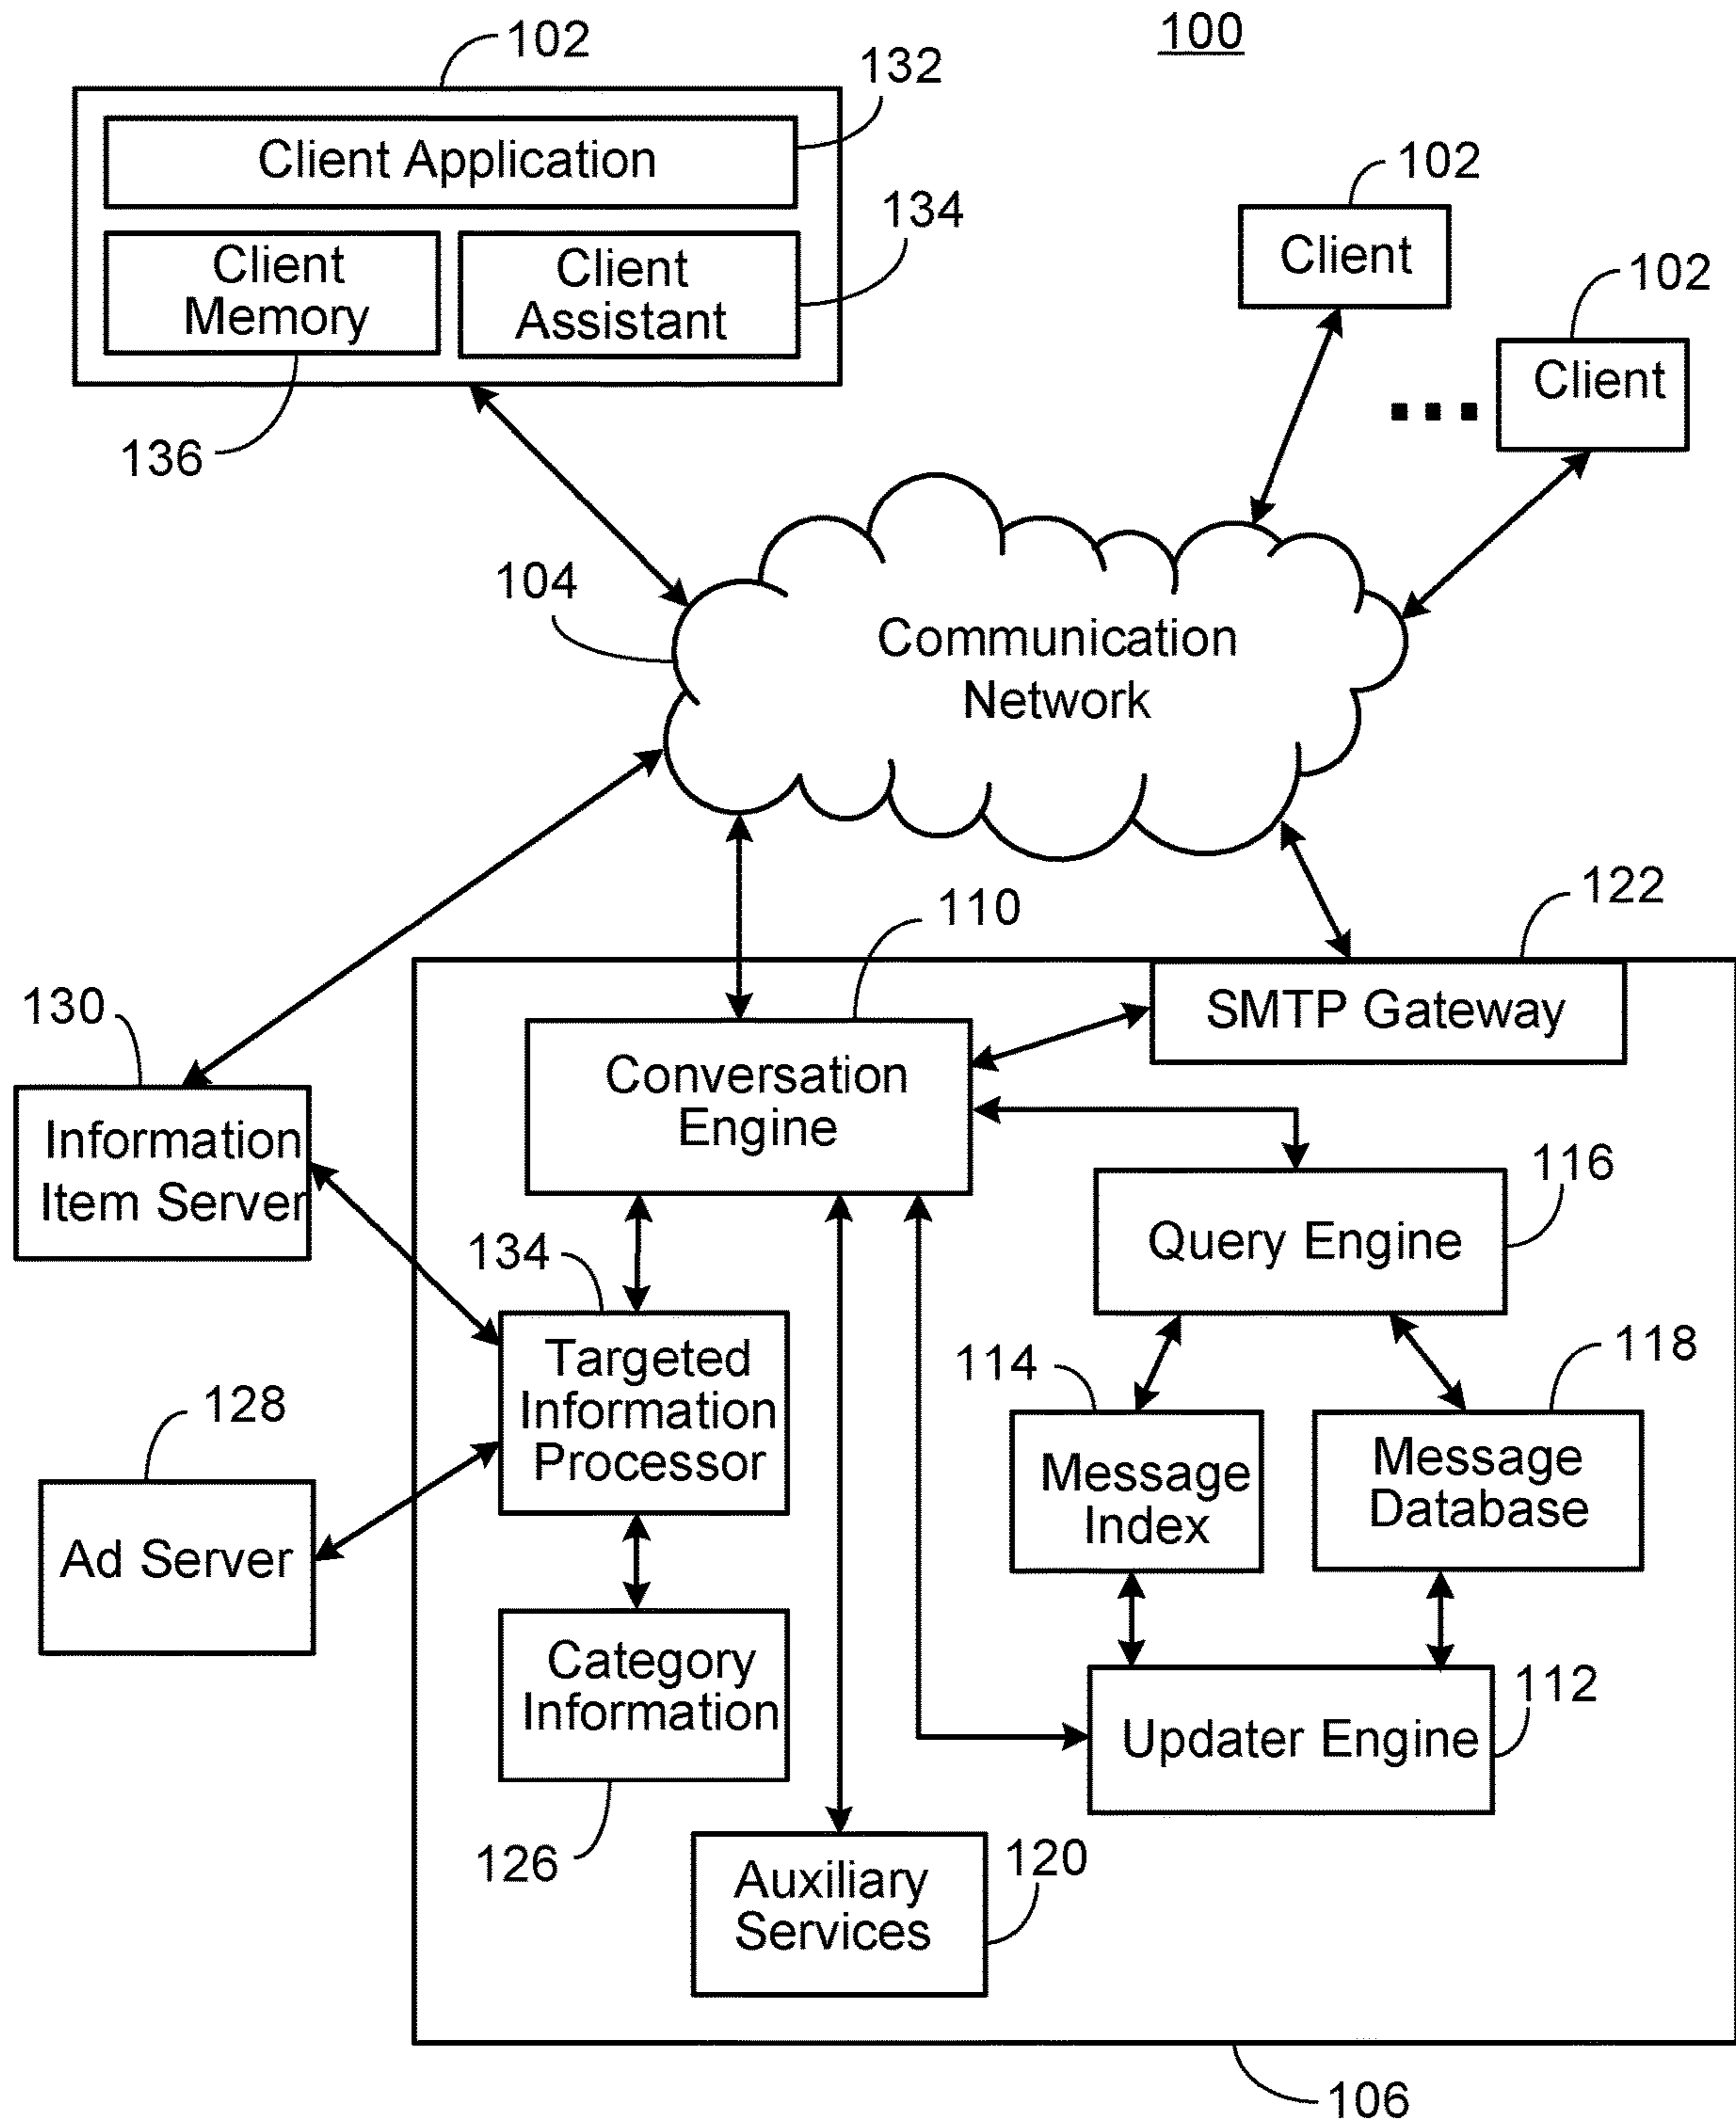 100
102
132
Client Application
134
Client
Memory
Client
Assistant
136
102
Client
102
Client
104
Communication
Network
110
122
SMTP Gateway
130
Information
Item Server
Conversation
Engine
116
Query Engine
134
Targeted
Information
Processor
114
118
128
Message
Index
Message
Database
Ad Server
Category
Information
112
Updater Engine
126
Auxiliary
Services
120
106